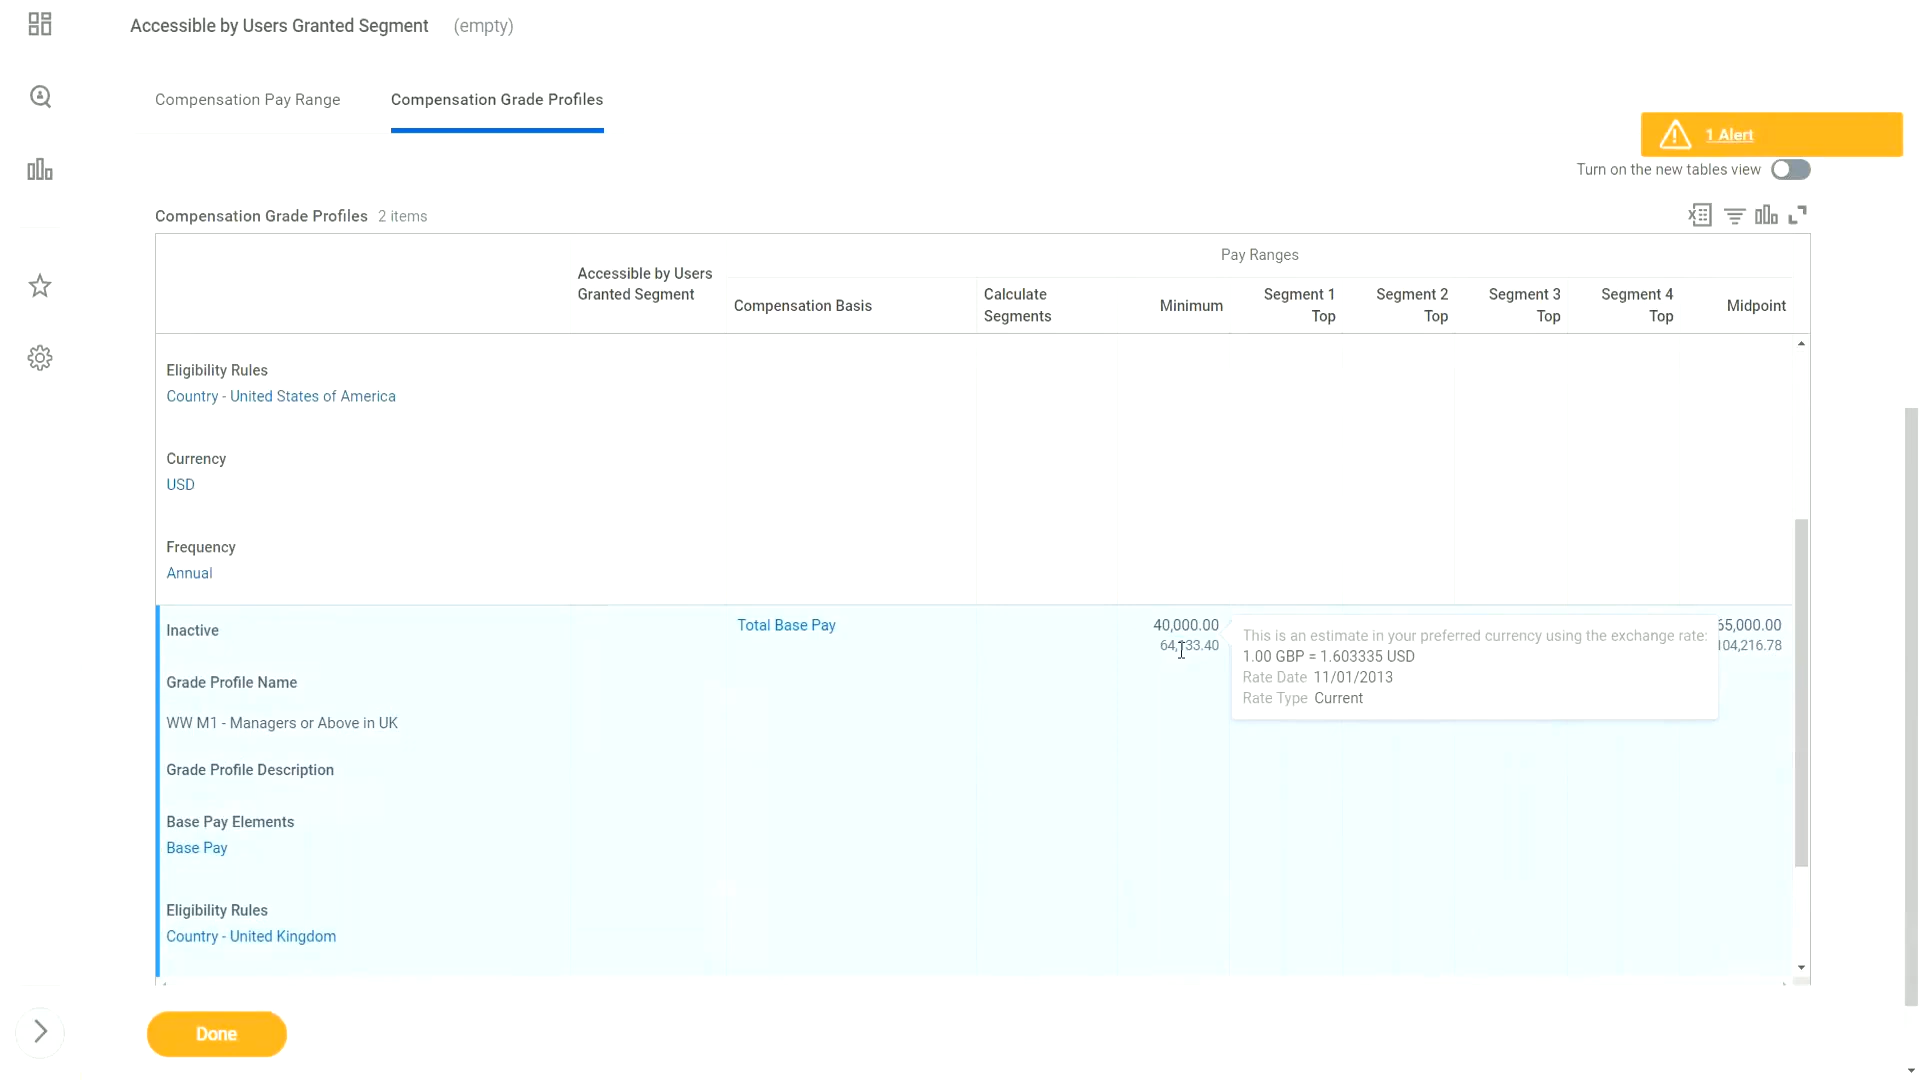 Accessible by Users Granted Segment (empty)
Compensation Pay Range Compensation Grade Profiles
1 Alert
Turn on the new tables view
Compensation Grade Profiles 2 items
Pay Ranges
Accessible by Users Granted Segment
Compensation Basis
Calculate Segments
Minimum
Segment 1 Top
Segment 2 Top
Segment 3 Top
Segment 4 Top
Midpoint
Eligibility Rules
Country - United States of America
Currency
USD
Frequency
Annual
Inactive
Total Base Pay
40,000.00
65,000.00
104,216.78
This is an estimate in your preferred currency using the exchange rate:
1.00 GBP = 1.603335 USD
Rate Date 11/01/2013
Rate Type Current
Grade Profile Name
WW M1 - Managers or Above in UK
Grade Profile Description
Base Pay Elements
Base Pay
Eligibility Rules
Country - United Kingdom
Done